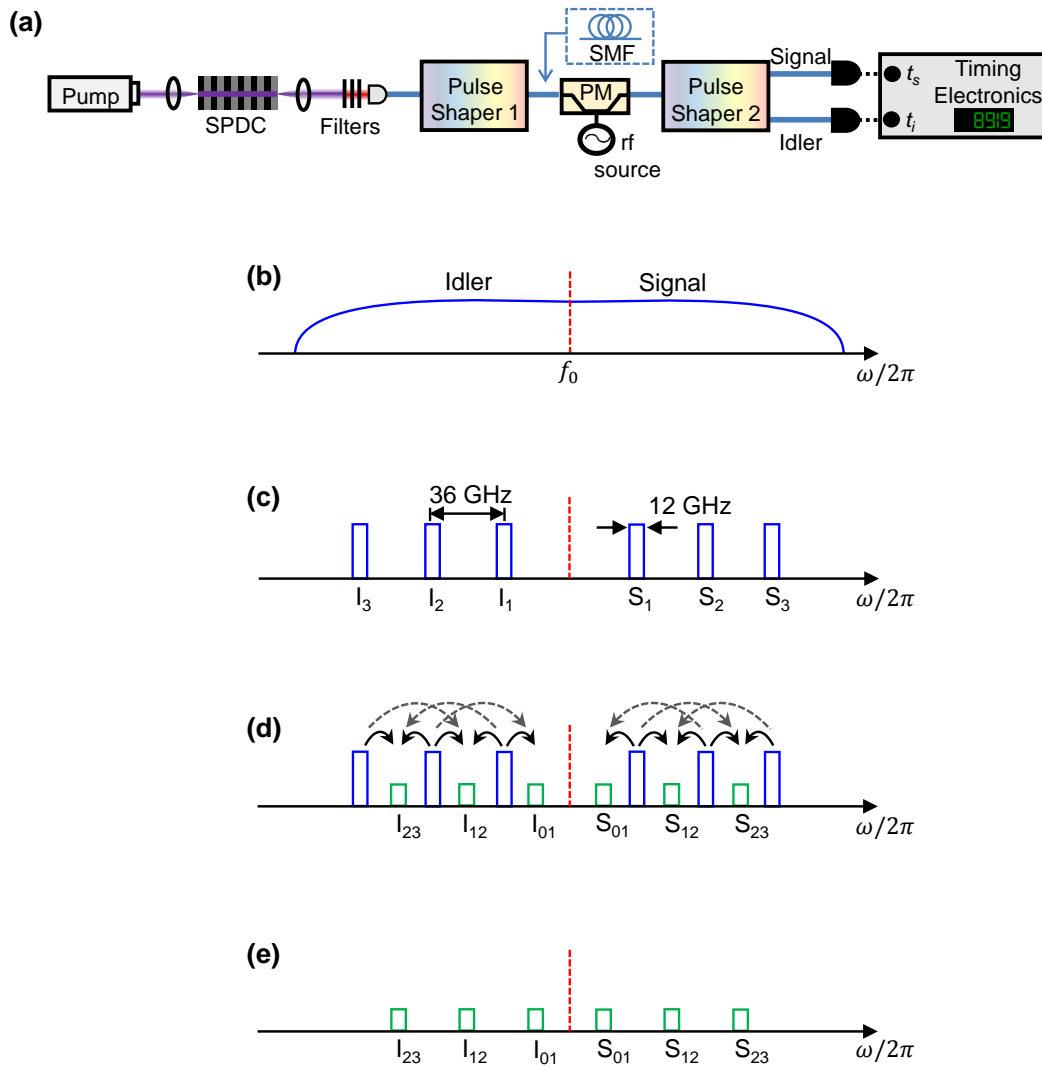 (a)
SMF
Pump
SPDC
Filters
Pulse
Shaper 1
PM
rf
source
Pulse
Shaper 2
Signal
Idler
t_s
t_i
Timing
Electronics
8919
(b)
Idler
Signal
f_0
ω/2π
(c)
36 GHz
12 GHz
I_3
I_2
I_1
S_1
S_2
S_3
ω/2π
(d)
I_23
I_12
I_01
S_01
S_12
S_23
ω/2π
(e)
I_23
I_12
I_01
S_01
S_12
S_23
ω/2π